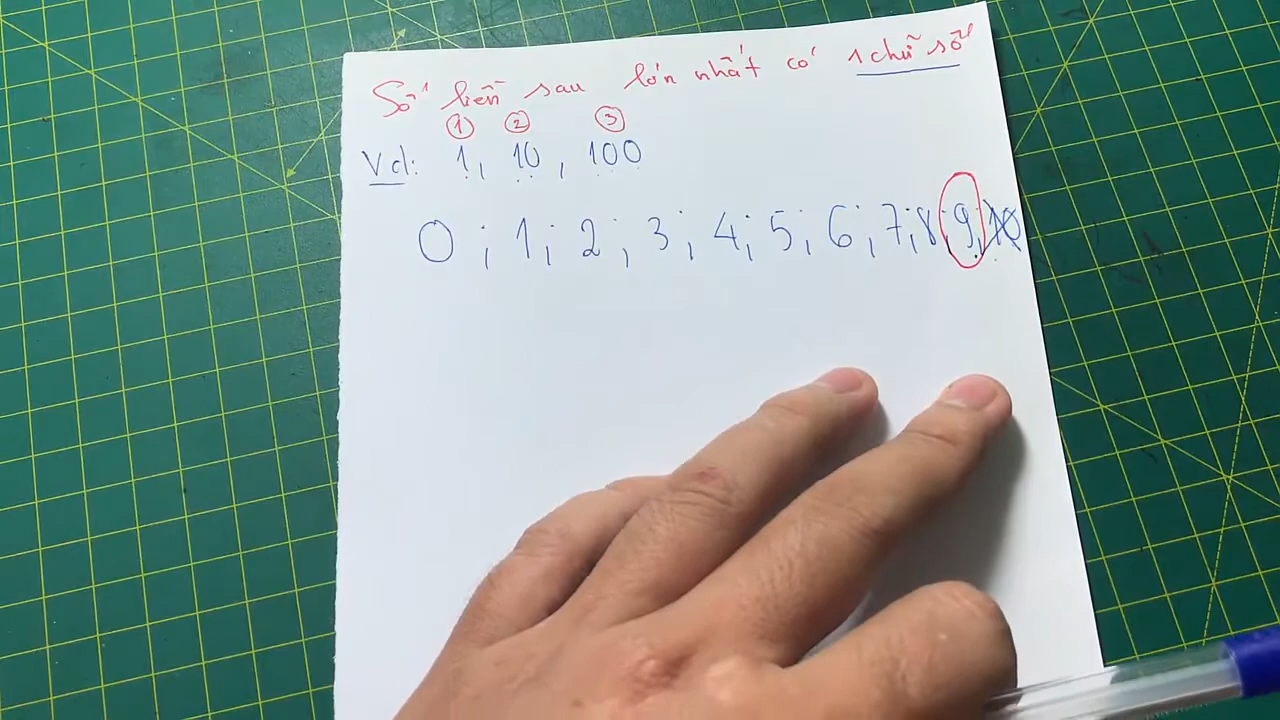 Số liền sau lớn nhất có 1 chữ số
① ② ③
Vd: 1, 10, 100
0; 1; 2; 3; 4; 5; 6; 7; 8; 9; 10